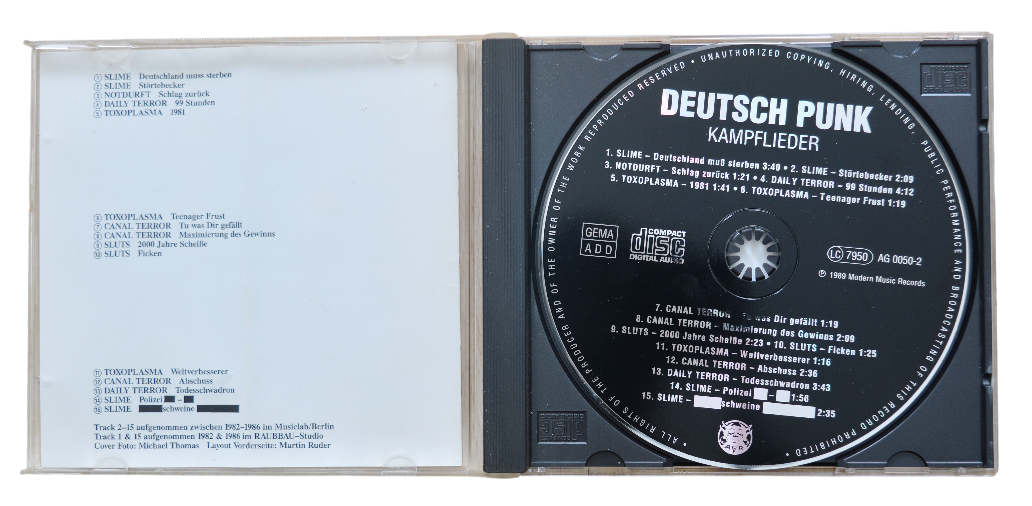 ① SLIME Deutschland muss sterben
② SLIME Störtebecker
③ NOTDURFT Schlag zurück
④ DAILY TERROR 99 Stunden
⑤ TOXOPLASMA 1981
⑥ TOXOPLASMA Teenager Frust
⑦ CANAL TERROR Tu was Dir gefällt
⑧ CANAL TERROR Maximierung des Gewinns
⑨ SLUTS 2000 Jahre Scheiße
⑩ SLUTS Ficken
⑪ TOXOPLASMA Weltverbesserer
⑫ CANAL TERROR Abschuss
⑬ DAILY TERROR Todesschwadron
⑭ SLIME Polizei –
⑮ SLIME schweine
Track 2–15 aufgenommen zwischen 1982–1986 im Musiclab/Berlin
Track 1 & 15 aufgenommen 1982 & 1986 im RAUBBAU–Studio
Cover Foto: Michael Thomas Layout Vorderseite: Martin Ruder
ALL RIGHTS OF THE PRODUCER AND OF THE OWNER OF THE WORK REPRODUCED RESERVED • UNAUTHORIZED COPYING, HIRING, LENDING, PUBLIC PERFORMANCE AND BROADCASTING OF THIS RECORD PROHIBITED •
DEUTSCH PUNK
KAMPFLIEDER
1. SLIME – Deutschland muß sterben 3:40 • 2. SLIME – Störtebecker 2:09
3. NOTDURFT – Schlag zurück 1:21 • 4. DAILY TERROR – 99 Stunden 4:12
5. TOXOPLASMA – 1981 1:41 • 6. TOXOPLASMA – Teenager Frust 1:19
GEMA
ADD
COMPACT
disc
DIGITAL AUDIO
LC 7950 AG 0050-2
℗ 1989 Modern Music Records
7. CANAL TERROR – Tu was Dir gefällt 1:19
8. CANAL TERROR – Maximierung des Gewinns 2:09
9. SLUTS – 2000 Jahre Scheiße 2:23 • 10. SLUTS – Ficken 1:25
11. TOXOPLASMA – Weltverbesserer 1:16
12. CANAL TERROR – Abschuss 2:36
13. DAILY TERROR – Todesschwadron 3:43
14. SLIME – Polizei – 1:56
15. SLIME – schweine 2:35
AGR
disc
disc